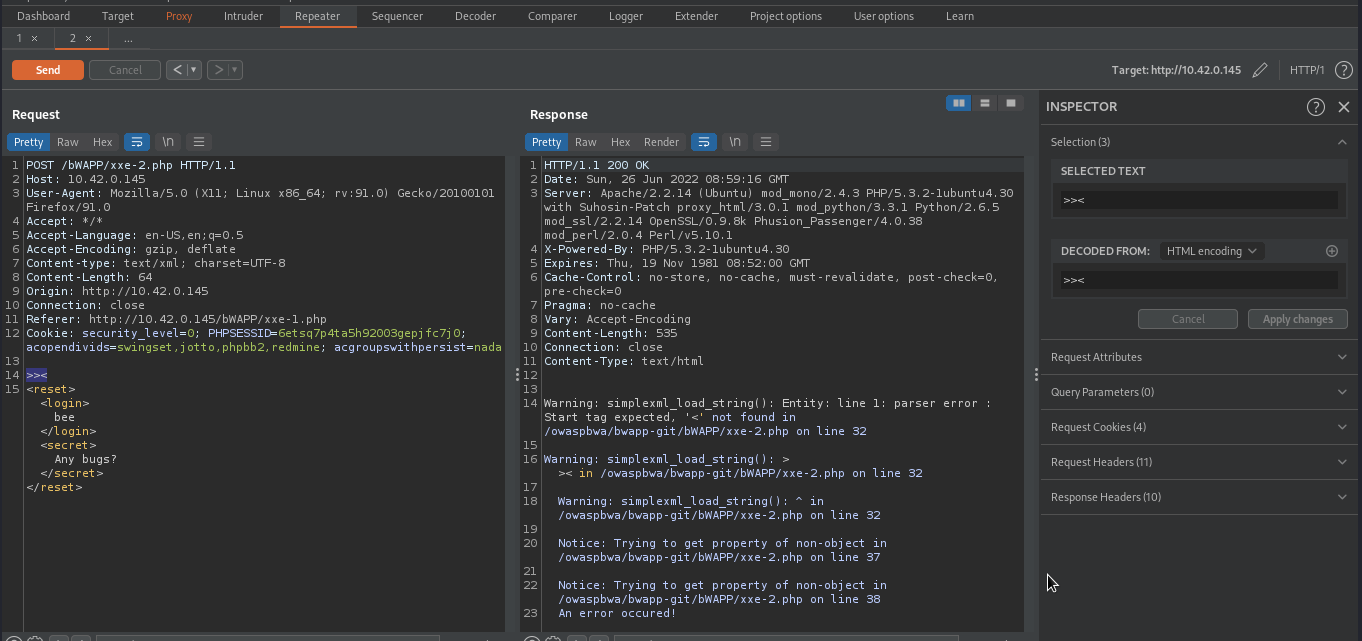 Dashboard Target Proxy Intruder Repeater Sequencer Decoder Comparer Logger Extender Project options User options Learn
1 × 2 × ...
Send Cancel < > Target: http://10.42.0.145 HTTP/1 ?
Request
Pretty Raw Hex \n
1 POST /bWAPP/xxe-2.php HTTP/1.1
2 Host: 10.42.0.145
3 User-Agent: Mozilla/5.0 (X11; Linux x86_64; rv:91.0) Gecko/20100101
Firefox/91.0
4 Accept: */*
5 Accept-Language: en-US,en;q=0.5
6 Accept-Encoding: gzip, deflate
7 Content-type: text/xml; charset=UTF-8
8 Content-Length: 64
9 Origin: http://10.42.0.145
10 Connection: close
11 Referer: http://10.42.0.145/bWAPP/xxe-1.php
12 Cookie: security_level=0; PHPSESSID=6etsq7p4ta5h92003gepjfc7j0;
acopendivids=swingset,jotto,phpbb2,redmine; acgroupswithpersist=nada
13
14 >><
15 <reset>
<login>
bee
</login>
<secret>
Any bugs?
</secret>
</reset>
Response
Pretty Raw Hex Render \n
1 HTTP/1.1 200 OK
2 Date: Sun, 26 Jun 2022 08:59:16 GMT
3 Server: Apache/2.2.14 (Ubuntu) mod_mono/2.4.3 PHP/5.3.2-1ubuntu4.30
with Suhosin-Patch proxy_html/3.0.1 mod_python/3.3.1 Python/2.6.5
mod_ssl/2.2.14 OpenSSL/0.9.8k Phusion_Passenger/4.0.38
mod_perl/2.0.4 Perl/v5.10.1
4 X-Powered-By: PHP/5.3.2-1ubuntu4.30
5 Expires: Thu, 19 Nov 1981 08:52:00 GMT
6 Cache-Control: no-store, no-cache, must-revalidate, post-check=0,
pre-check=0
7 Pragma: no-cache
8 Vary: Accept-Encoding
9 Content-Length: 535
10 Connection: close
11 Content-Type: text/html
12
13
14 Warning: simplexml_load_string(): Entity: line 1: parser error :
Start tag expected, '<' not found in
/owaspbwa/bwapp-git/bWAPP/xxe-2.php on line 32
15
16 Warning: simplexml_load_string(): >
>< in /owaspbwa/bwapp-git/bWAPP/xxe-2.php on line 32
17
18 Warning: simplexml_load_string(): ^ in
/owaspbwa/bwapp-git/bWAPP/xxe-2.php on line 32
19
20 Notice: Trying to get property of non-object in
/owaspbwa/bwapp-git/bWAPP/xxe-2.php on line 37
21
22 Notice: Trying to get property of non-object in
/owaspbwa/bwapp-git/bWAPP/xxe-2.php on line 38
23 An error occured!
INSPECTOR ? ×
Selection (3)
SELECTED TEXT
>><
DECODED FROM: HTML encoding
>><
Cancel Apply changes
Request Attributes
Query Parameters (0)
Request Cookies (4)
Request Headers (11)
Response Headers (10)